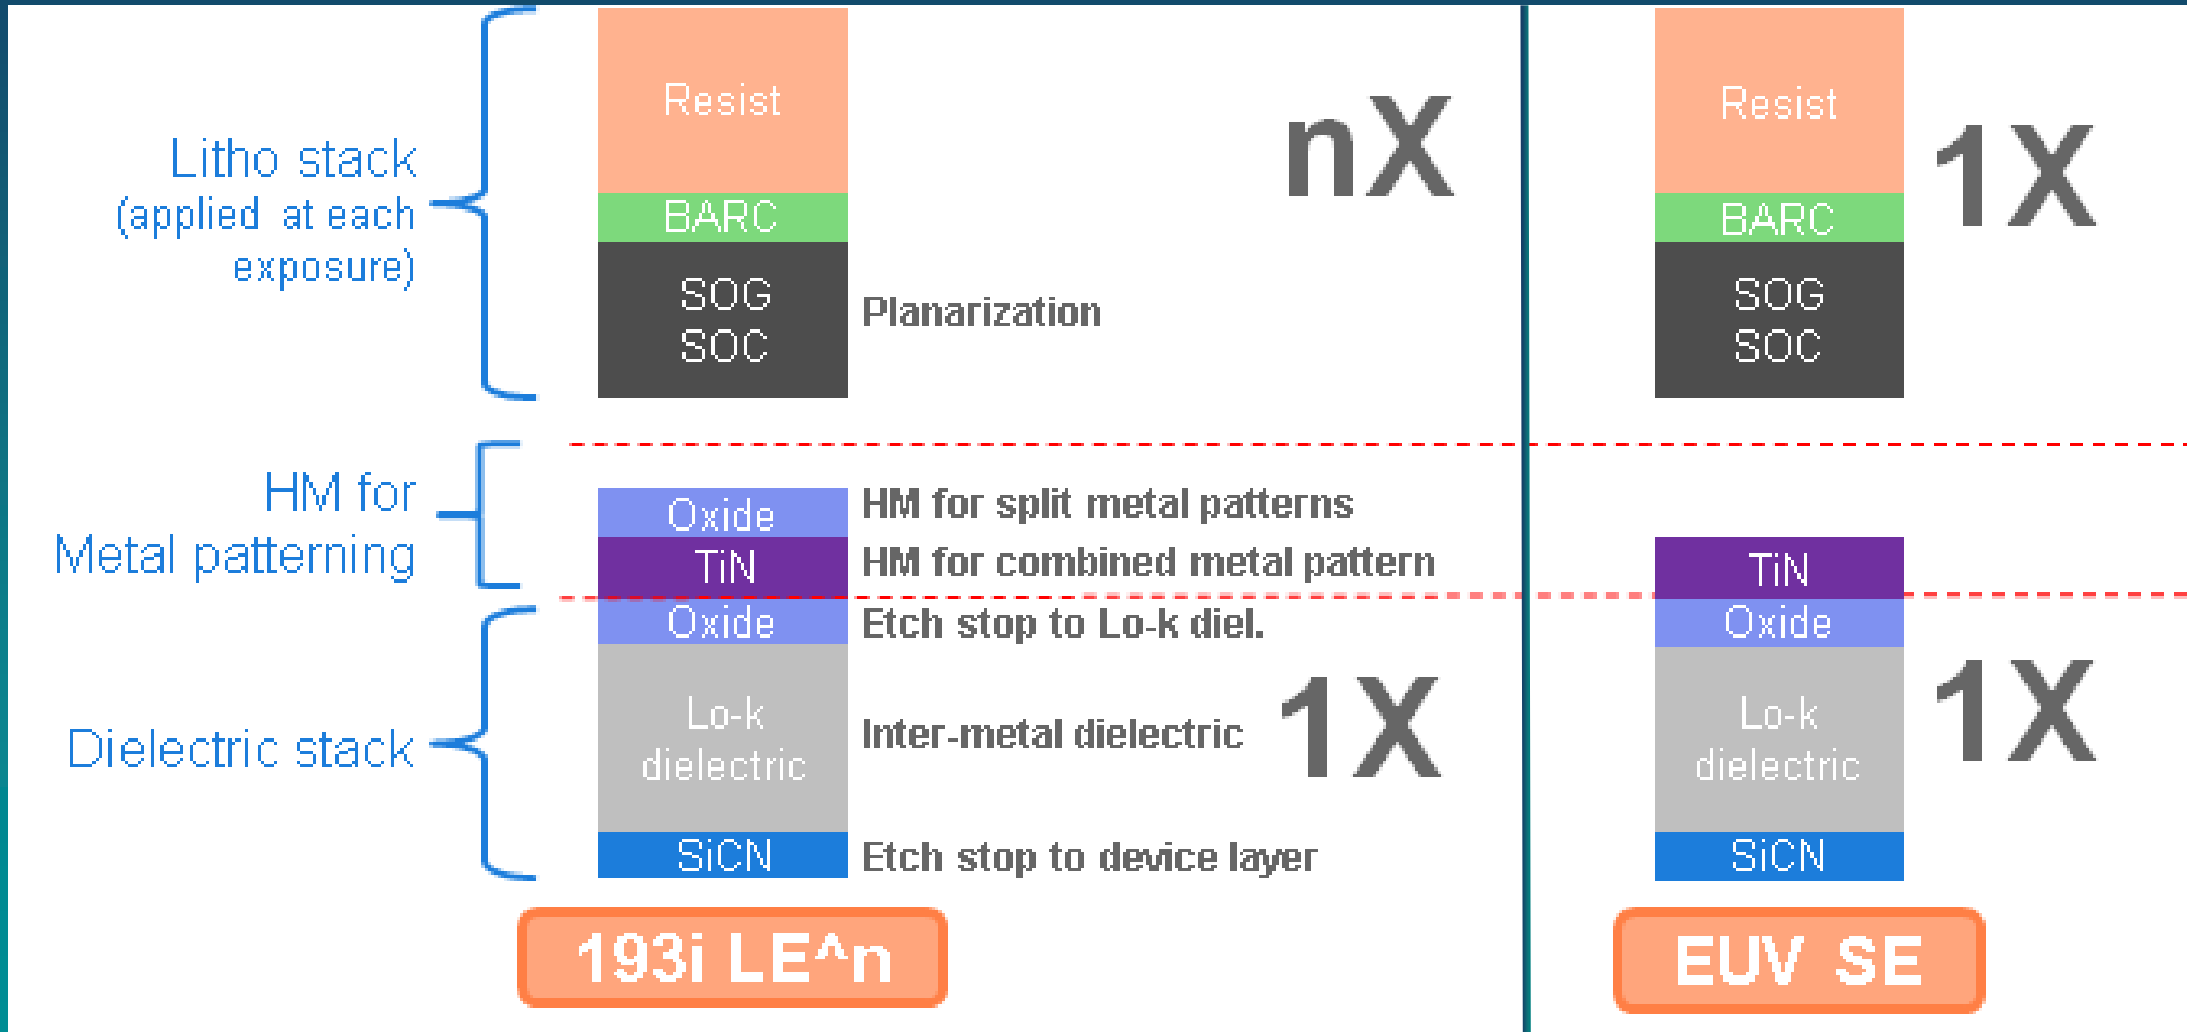 Litho stack
(applied at each
exposure)
Resist
BARC
SOG
SOC
Planarization
nX
HM for
Metal patterning
Oxide
HM for split metal patterns
TiN
HM for combined metal pattern
Dielectric stack
Oxide
Etch stop to Lo-k diel.
Lo-k
dielectric
Inter-metal dielectric
1X
SiCN
Etch stop to device layer
193i LE^n
Resist
1X
BARC
SOG
SOC
TiN
Oxide
Lo-k
dielectric
1X
SiCN
EUV SE